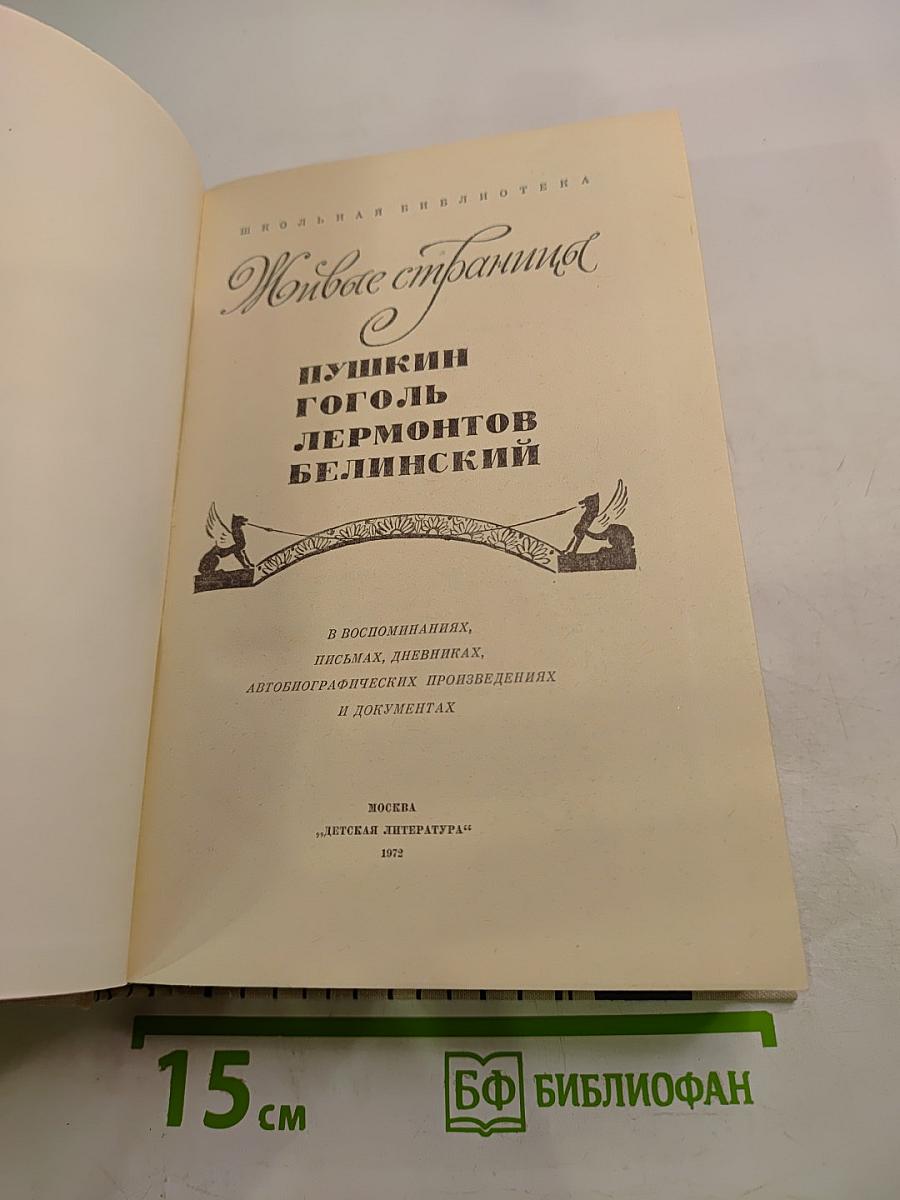 ШКОЛЬНАЯ БИБЛИОТЕКА
Живые страницы
ПУШКИН
ГОГОЛЬ
ЛЕРМОНТОВ
БЕЛИНСКИЙ
В ВОСПОМИНАНИЯХ,
ПИСЬМАХ, ДНЕВНИКАХ,
АВТОБИОГРАФИЧЕСКИХ ПРОИЗВЕДЕНИЯХ
И ДОКУМЕНТАХ
МОСКВА
„ДЕТСКАЯ ЛИТЕРАТУРА“
1972
15 см
БФ БИБЛИОФАН